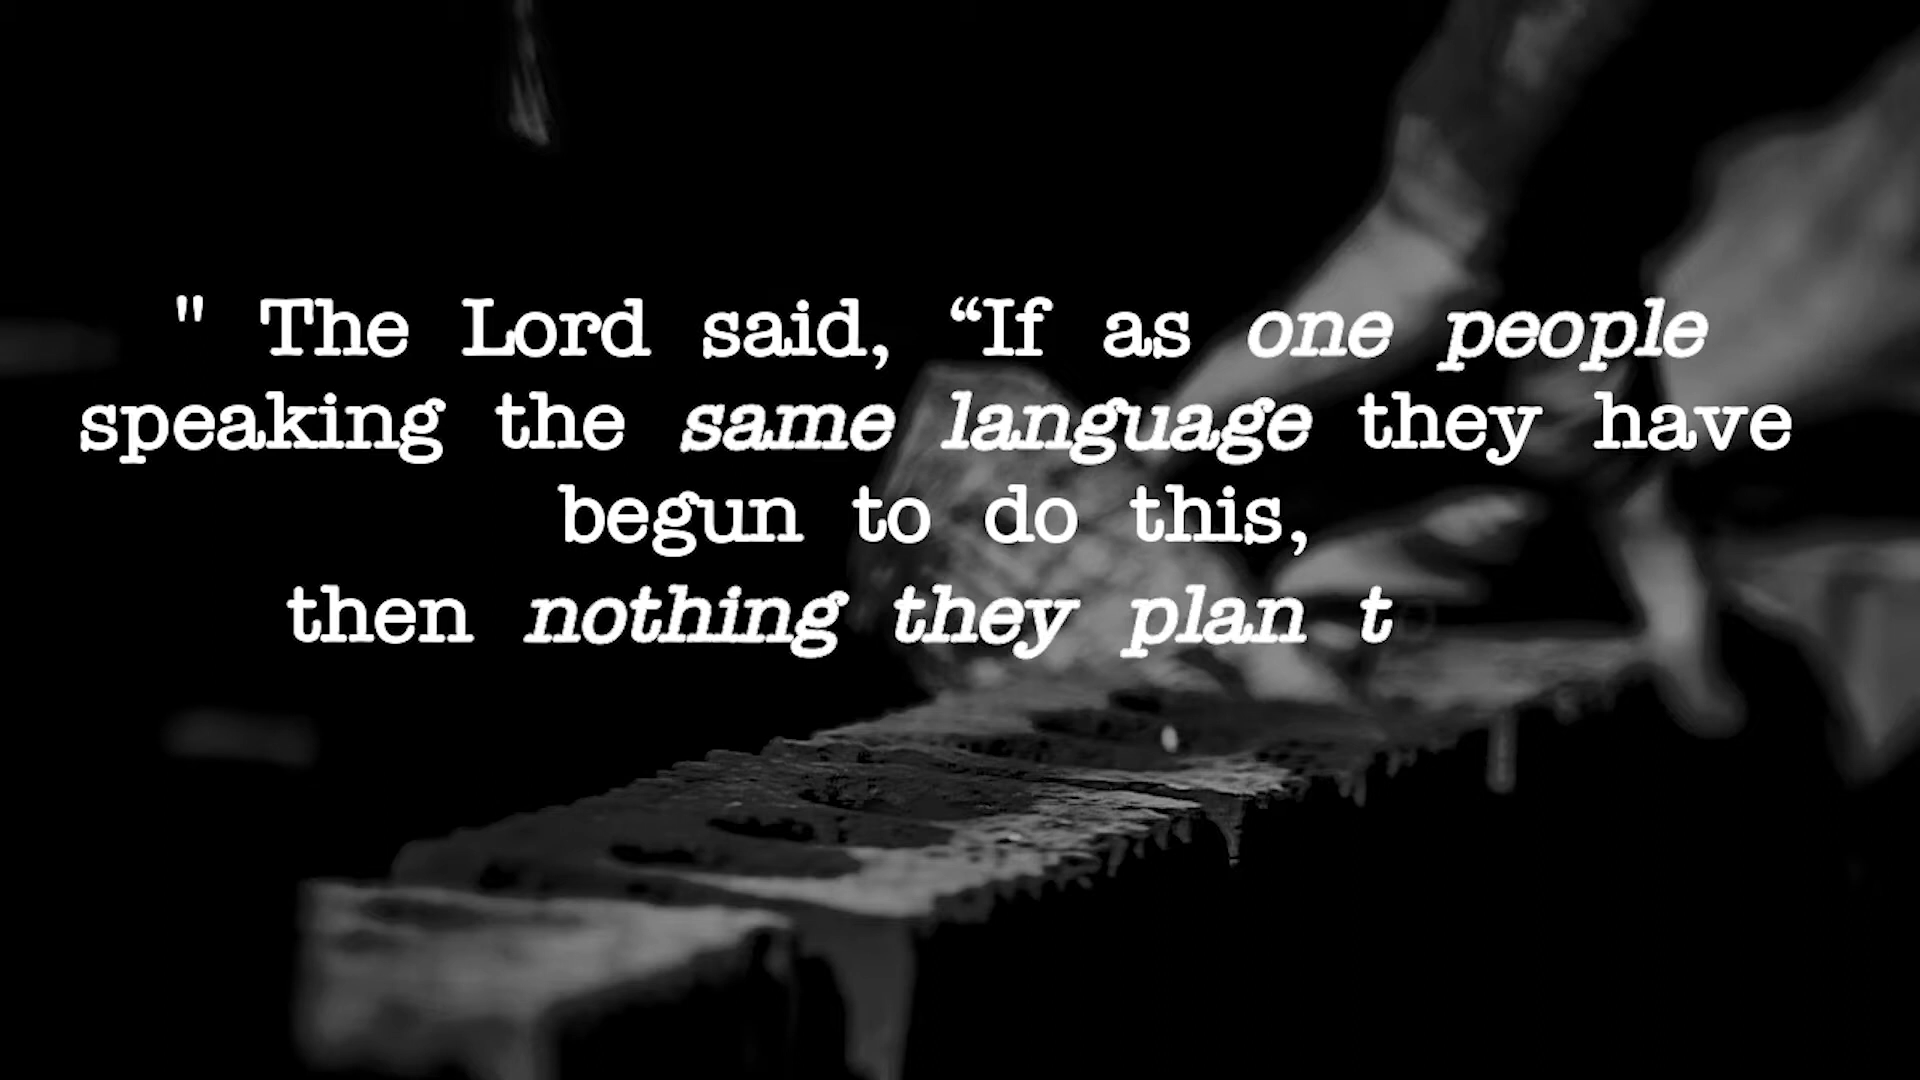 " The Lord said, “If as one people
speaking the same language they have
begun to do this,
then nothing they plan t